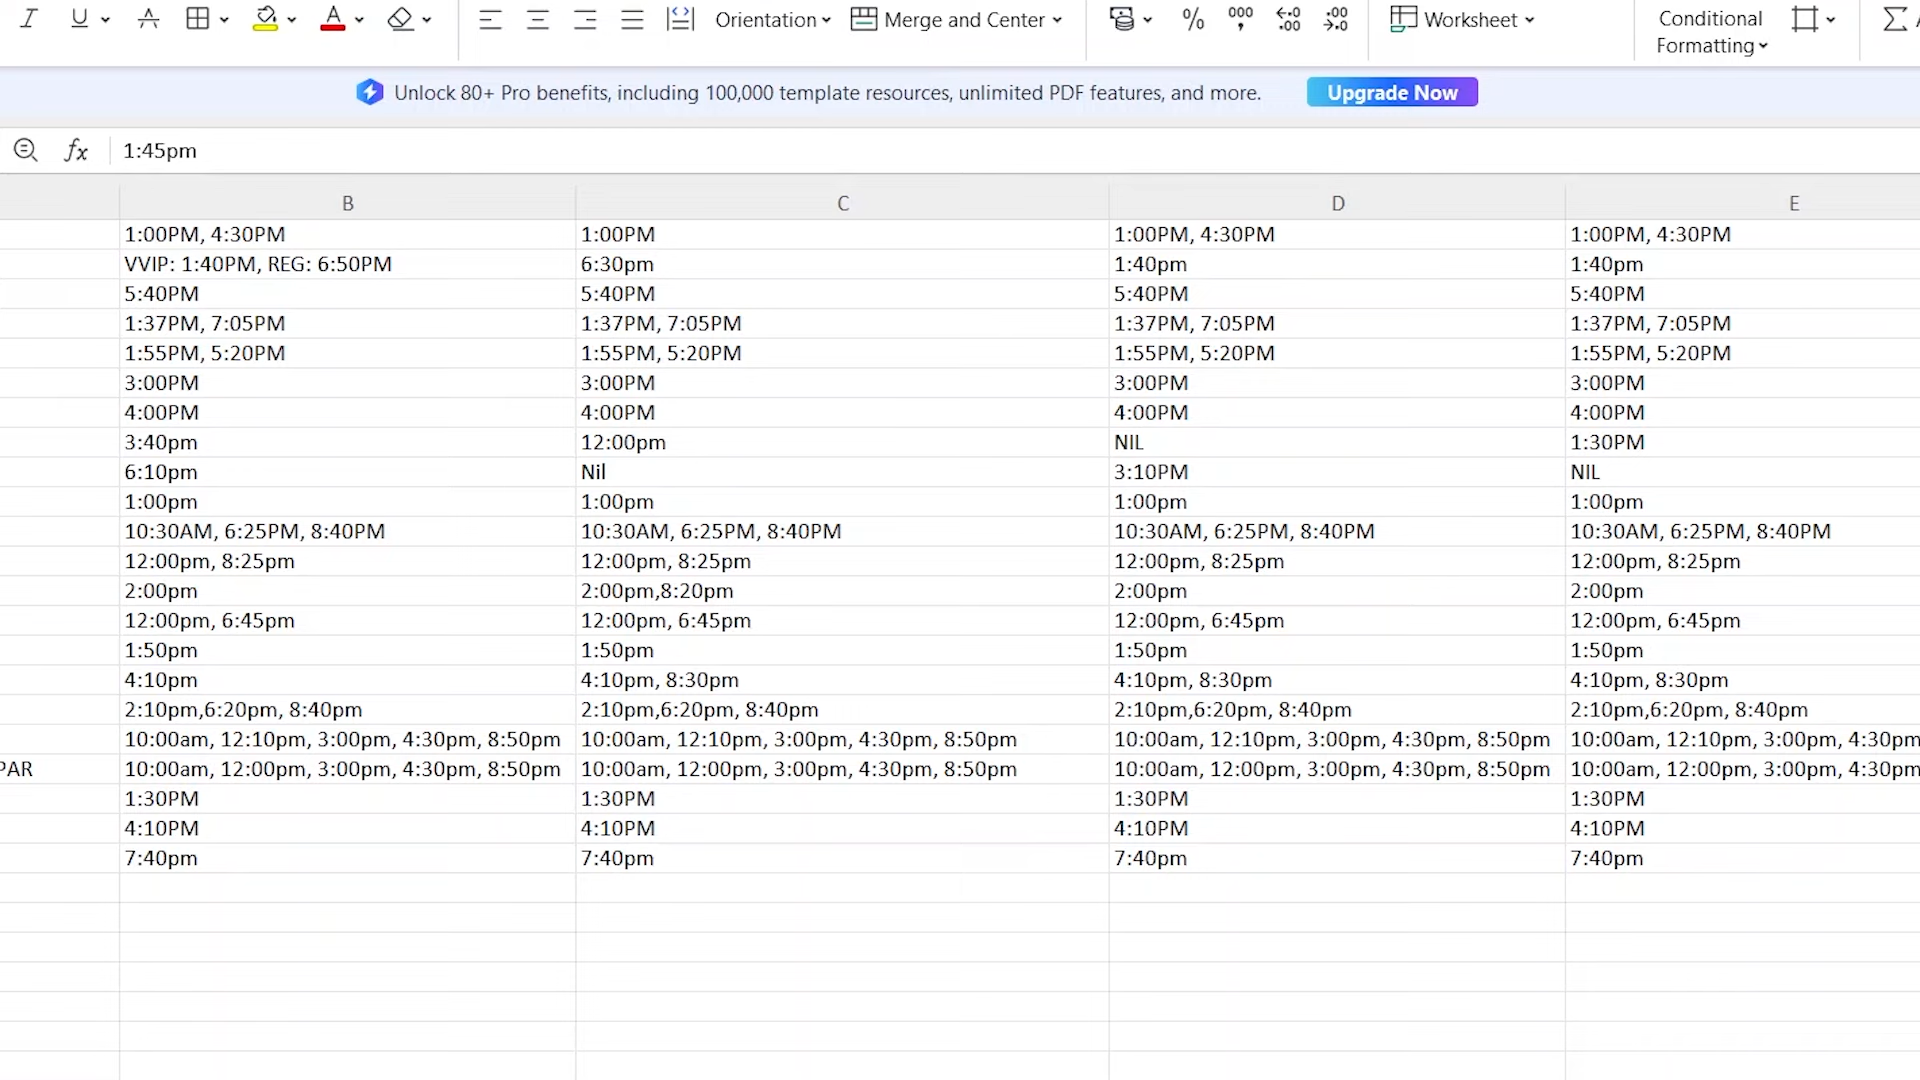 Orientation Merge and Center % 000 Worksheet Conditional Formatting
Unlock 80+ Pro benefits, including 100,000 template resources, unlimited PDF features, and more. Upgrade Now
fx 1:45pm
B C D E
1:00PM, 4:30PM 1:00PM 1:00PM, 4:30PM 1:00PM, 4:30PM
VVIP: 1:40PM, REG: 6:50PM 6:30pm 1:40pm 1:40pm
5:40PM 5:40PM 5:40PM 5:40PM
1:37PM, 7:05PM 1:37PM, 7:05PM 1:37PM, 7:05PM 1:37PM, 7:05PM
1:55PM, 5:20PM 1:55PM, 5:20PM 1:55PM, 5:20PM 1:55PM, 5:20PM
3:00PM 3:00PM 3:00PM 3:00PM
4:00PM 4:00PM 4:00PM 4:00PM
3:40pm 12:00pm NIL 1:30PM
6:10pm Nil 3:10PM NIL
1:00pm 1:00pm 1:00pm 1:00pm
10:30AM, 6:25PM, 8:40PM 10:30AM, 6:25PM, 8:40PM 10:30AM, 6:25PM, 8:40PM 10:30AM, 6:25PM, 8:40PM
12:00pm, 8:25pm 12:00pm, 8:25pm 12:00pm, 8:25pm 12:00pm, 8:25pm
2:00pm 2:00pm,8:20pm 2:00pm 2:00pm
12:00pm, 6:45pm 12:00pm, 6:45pm 12:00pm, 6:45pm 12:00pm, 6:45pm
1:50pm 1:50pm 1:50pm 1:50pm
4:10pm 4:10pm, 8:30pm 4:10pm, 8:30pm 4:10pm, 8:30pm
2:10pm,6:20pm, 8:40pm 2:10pm,6:20pm, 8:40pm 2:10pm,6:20pm, 8:40pm 2:10pm,6:20pm, 8:40pm
10:00am, 12:10pm, 3:00pm, 4:30pm, 8:50pm 10:00am, 12:10pm, 3:00pm, 4:30pm, 8:50pm 10:00am, 12:10pm, 3:00pm, 4:30pm, 8:50pm 10:00am, 12:10pm, 3:00pm, 4:30pm
PAR 10:00am, 12:00pm, 3:00pm, 4:30pm, 8:50pm 10:00am, 12:00pm, 3:00pm, 4:30pm, 8:50pm 10:00am, 12:00pm, 3:00pm, 4:30pm, 8:50pm 10:00am, 12:00pm, 3:00pm, 4:30pm
1:30PM 1:30PM 1:30PM 1:30PM
4:10PM 4:10PM 4:10PM 4:10PM
7:40pm 7:40pm 7:40pm 7:40pm